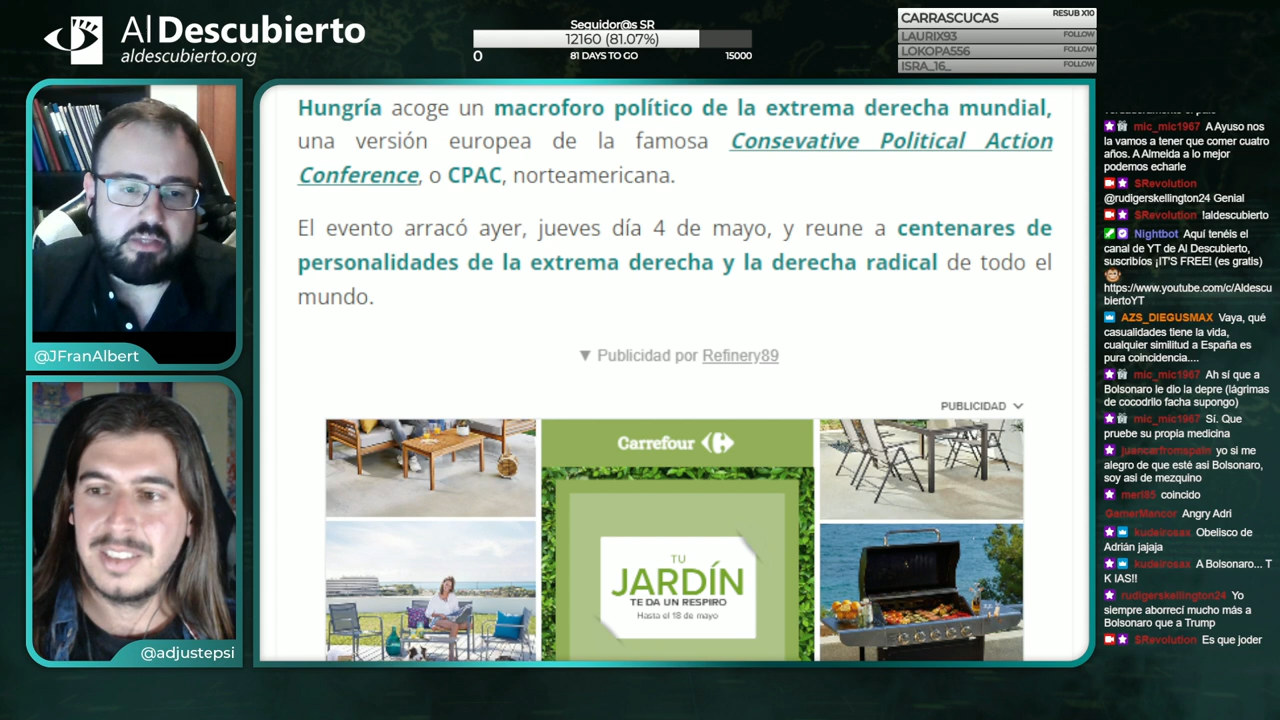 Al Descubierto
aldescubierto.org
Seguidor@s SR
12160 (81.07%)
0
81 DAYS TO GO
15000
CARRASCUCAS
RESUB X10
LAURIX93
FOLLOW
LOKOPA556
FOLLOW
ISRA_16_
FOLLOW
@JFranAlbert
@adjustepsi
Hungría acoge un macroforo político de la extrema derecha mundial,
una versión europea de la famosa Consevative Political Action
Conference, o CPAC, norteamericana.
El evento arracó ayer, jueves día 4 de mayo, y reune a centenares de
personalidades de la extrema derecha y la derecha radical de todo el
mundo.
▼ Publicidad por Refinery89
PUBLICIDAD
Carrefour
TU
JARDÍN
TE DA UN RESPIRO
Hasta el 18 de mayo
mic_mic1967 A Ayuso nos
la vamos a tener que comer cuatro
años. A Almeida a lo mejor
podemos echarle
SRevolution
@rudigerskellington24 Genial
SRevolution !aldescubierto
Nightbot Aquí tenéis el
canal de YT de Al Descubierto,
suscribíos ¡IT'S FREE! (es gratis)
https://www.youtube.com/c/Aldescu
biertoYT
AZS_DIEGUSMAX Vaya, qué
casualidades tiene la vida,
cualquier similitud a España es
pura coincidencia....
mic_mic1967 Ah sí que a
Bolsonaro le dio la depre (lágrimas
de cocodrilo facha supongo)
mic_mic1967 Sí. Que
pruebe su propia medicina
juancarfromspain yo si me
alegro de que esté asi Bolsonaro,
soy asi de mezquino
meri85 coincido
GamerMancor Angry Adri
kudeirosax Obelisco de
Adrián jajaja
kudeirosax A Bolsonaro... T
K IAS!!
rudigerskellington24 Yo
siempre aborrecí mucho más a
Bolsonaro que a Trump
SRevolution Es que joder